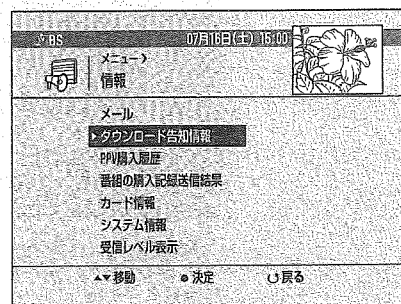 BS 07月16日(土) 15:00
メニュー〉
情報
メール
▶ダウンロード告知情報
PPV購入履歴
番組の購入記録送信結果
カード情報
システム情報
受信レベル表示
▲▼移動 ●決定 ↺戻る